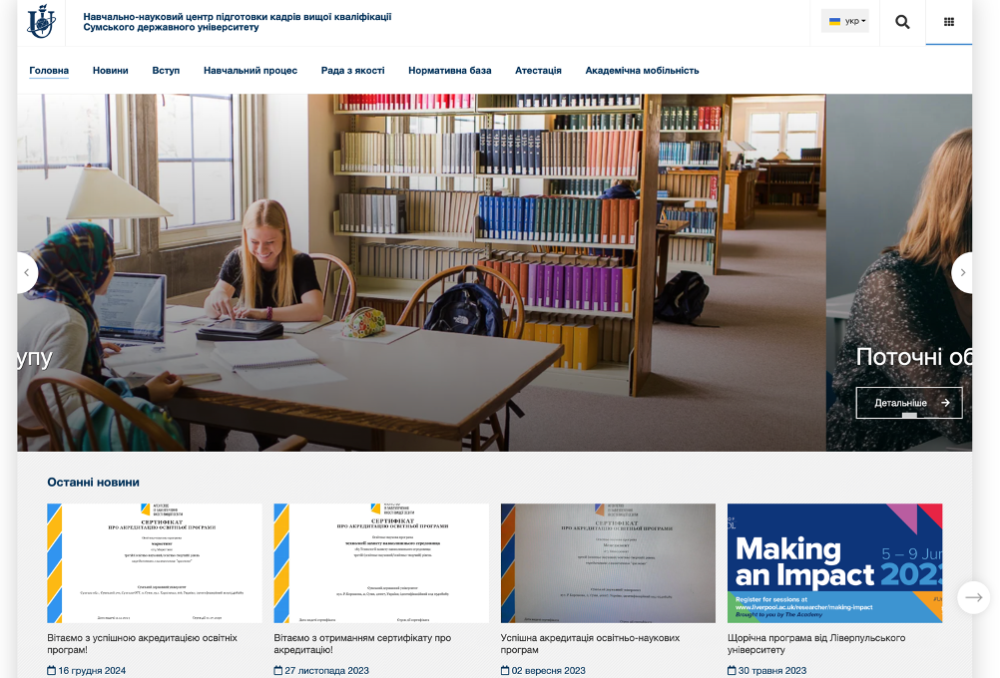 Навчально-науковий центр підготовки кадрів вищої кваліфікації
Сумського державного університету
укр
Головна
Новини
Вступ
Навчальний процес
Рада з якості
Нормативна база
Атестація
Академічна мобільність
упу
Поточні об
Детальніше
Останні новини
СЕРТИФІКАТ
ПРО АКРЕДИТАЦІЮ ОСВІТНЬОЇ ПРОГРАМИ
СЕРТИФІКАТ
ПРО АКРЕДИТАЦІЮ ОСВІТНЬОЇ ПРОГРАМИ
СЕРТИФІКАТ
ПРО АКРЕДИТАЦІЮ ОСВІТНЬОЇ ПРОГРАМИ
Making
an Impact
5 – 9 Jun
202
Register for sessions at
www.liverpool.ac.uk/researcher/making-impact
Brought to you by The Academy
Вітаємо з успішною акредитацією освітніх
програм!
16 грудня 2024
Вітаємо з отриманням сертифікату про
акредитацію!
27 листопада 2023
Успішна акредитація освітньо-наукових
програм
02 вересня 2023
Щорічна програма від Ліверпульського
університету
30 травня 2023